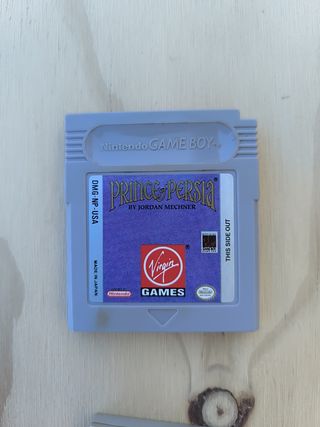 Nintendo GAME BOY™
PRINCE of PERSIA®
BY JORDAN MECHNER
DMG-NP-USA
MADE IN JAPAN
THIS SIDE OUT
Virgin®
GAMES
Nintendo